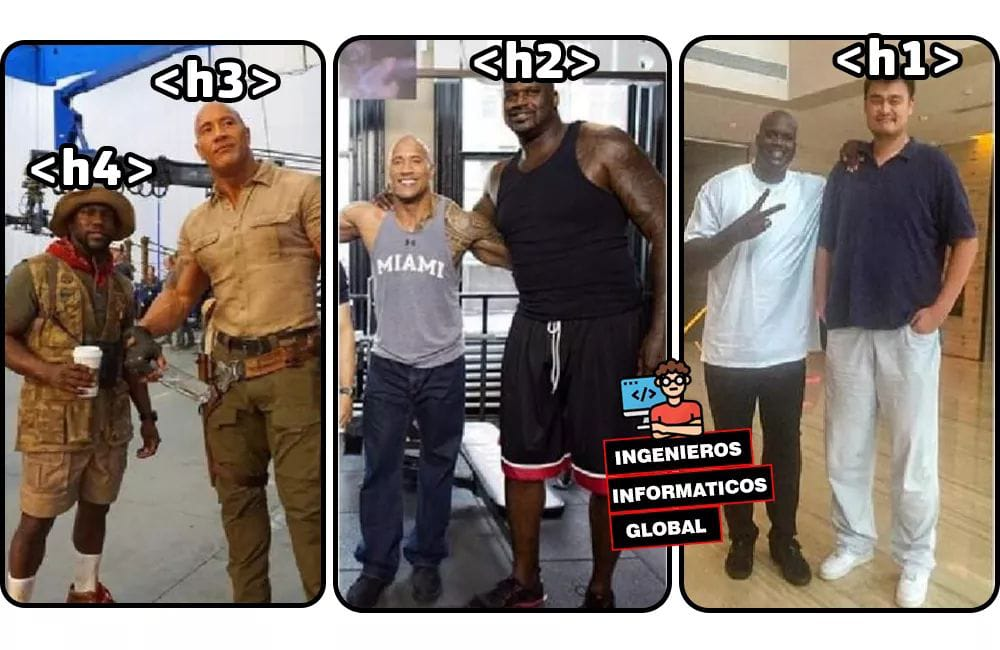 <h3>
<h4>
<h2>
<h1>
MIAMI
</>
INGENIEROS
INFORMATICOS
GLOBAL